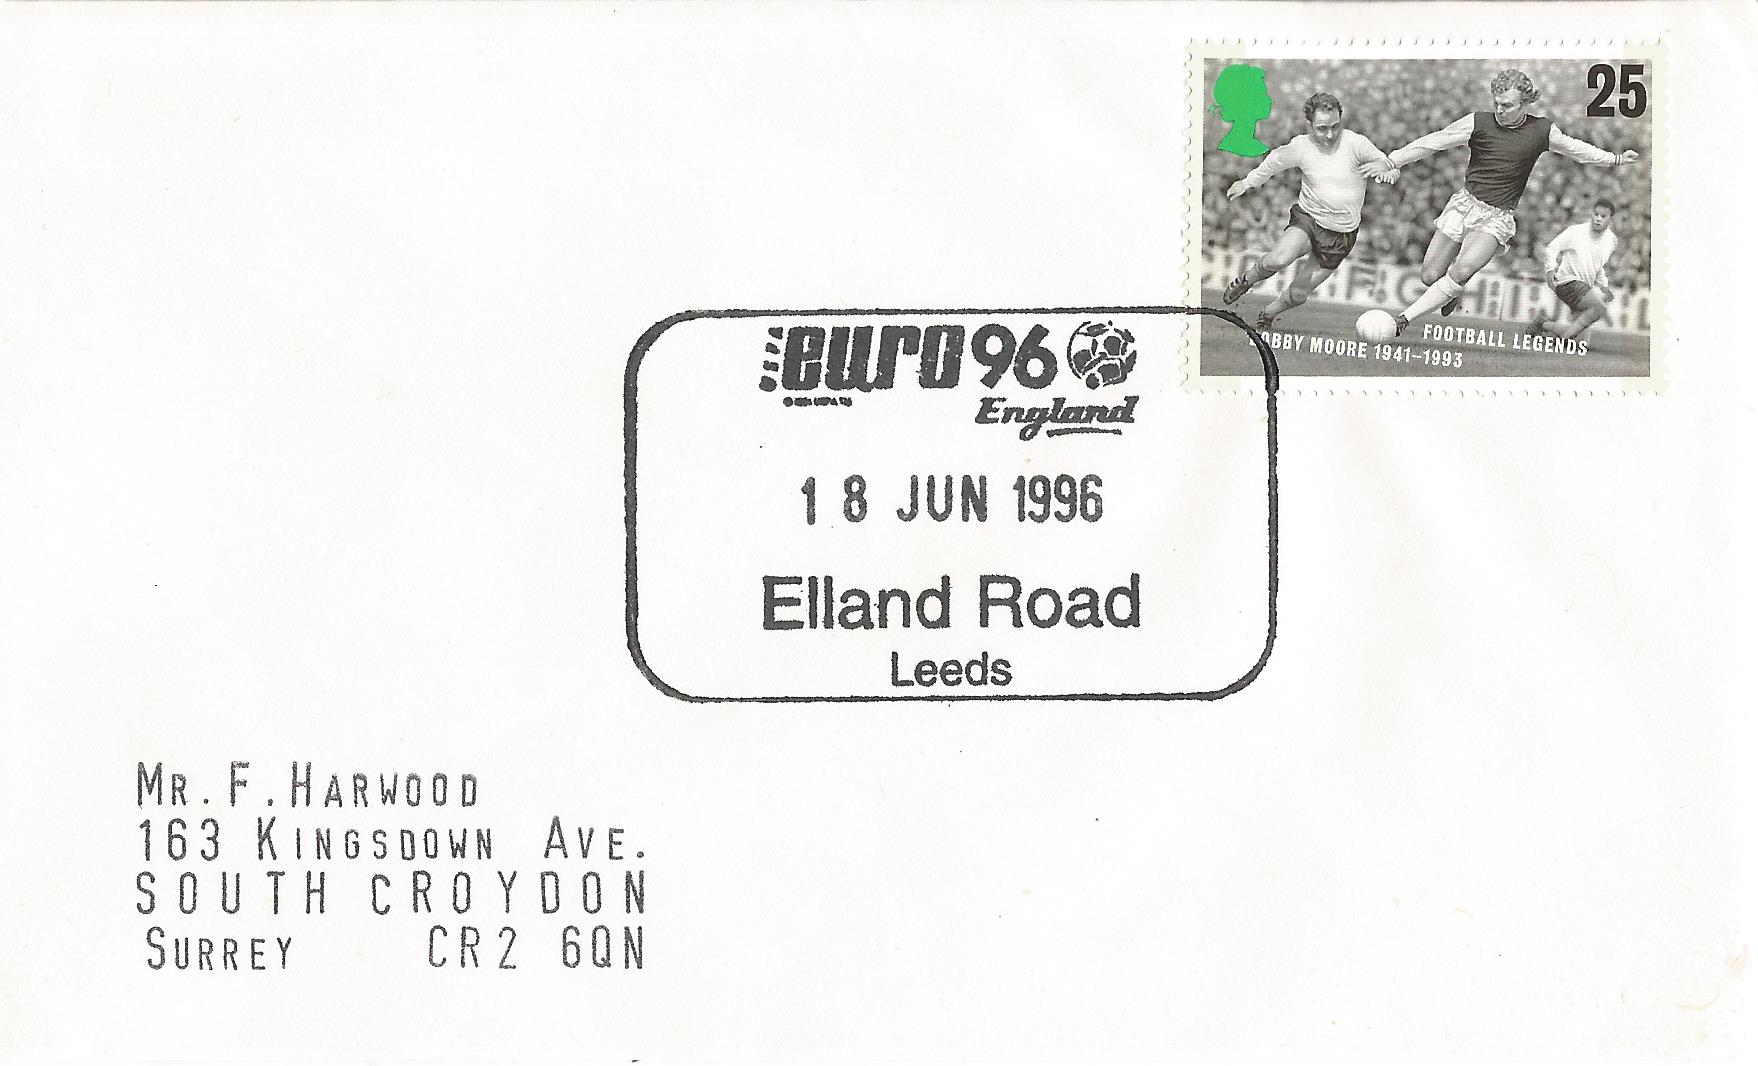 25
FOOTBALL LEGENDS
BOBBY MOORE 1941–1993
euro96
England
18 JUN 1996
Elland Road
Leeds
MR. F. HARWOOD
163 KINGSDOWN AVE.
SOUTH CROYDON
SURREY CR2 6QN